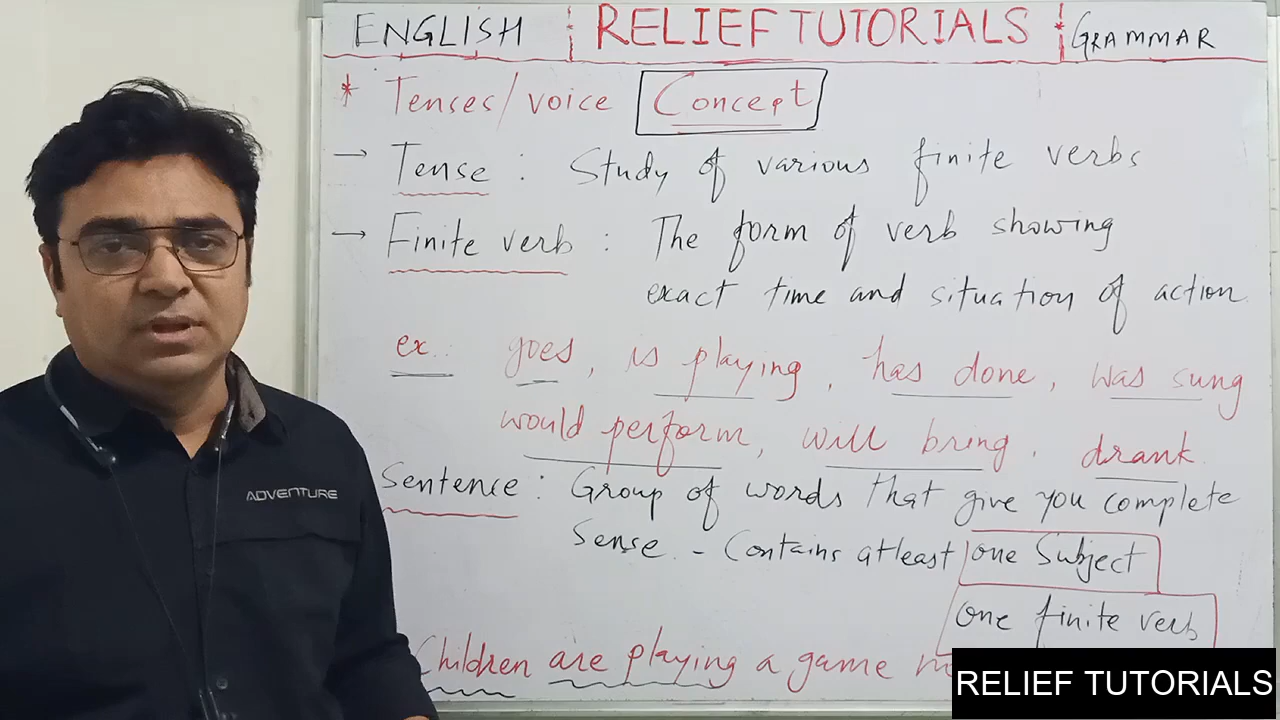 ENGLISH * RELIEF TUTORIALS * GRAMMAR
* Tenses/voice Concept
→ Tense : Study of various finite verbs
→ Finite verb : The form of verb showing
exact time and situation of action
ex. : goes, is playing, has done, was sung
would perform, will bring, drank.
Sentence : Group of words that give you complete
Sense. - Contains atleast one Subject
one finite verb
Children are playing a game
ADVENTURE
RELIEF TUTORIALS